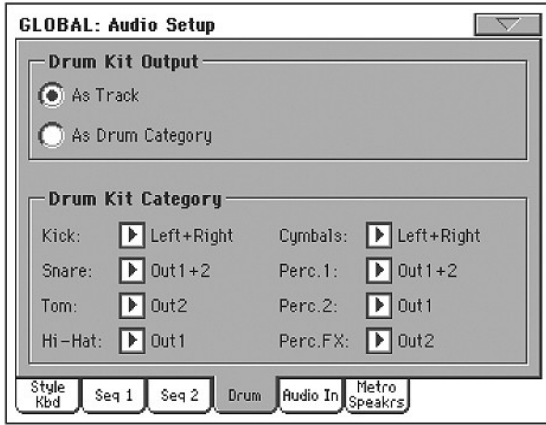 GLOBAL: Audio Setup
Drum Kit Output
As Track
As Drum Category
Drum Kit Category
Kick: Left+Right Cymbals: Left+Right
Snare: Out1+2 Perc.1: Out1+2
Tom: Out2 Perc.2: Out1
Hi-Hat: Out1 Perc.FX: Out2
Style Kbd Seq 1 Seq 2 Drum Audio In Metro Speakrs